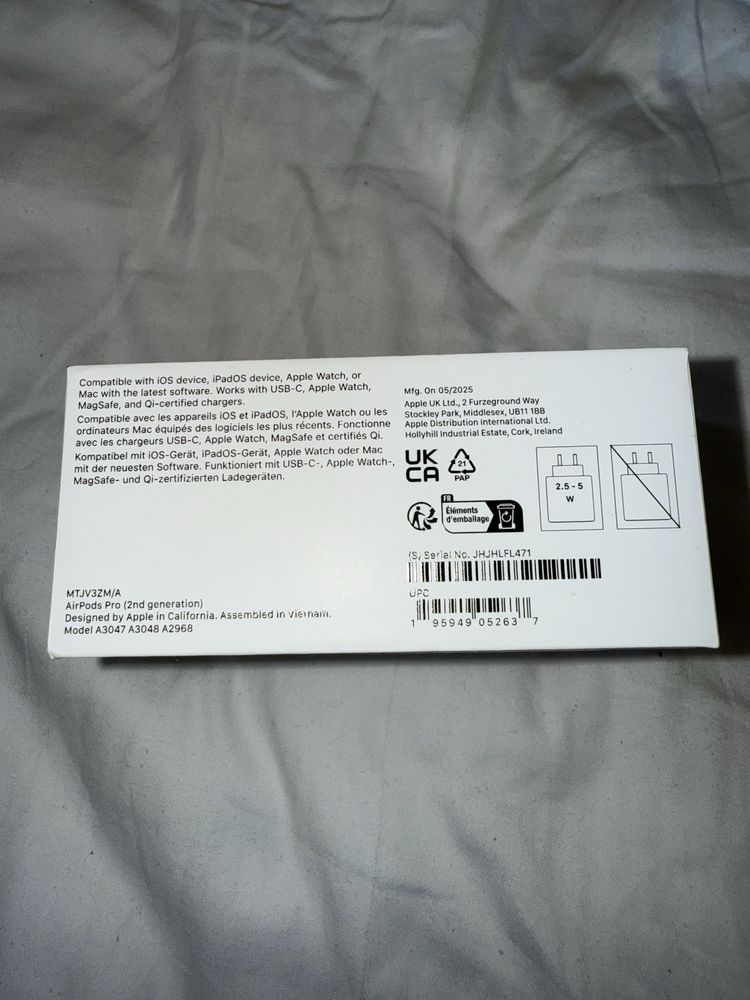 Compatible with iOS device, iPadOS device, Apple Watch, or
Mac with the latest software. Works with USB-C, Apple Watch,
MagSafe, and Qi-certified chargers.
Compatible avec les appareils iOS et iPadOS, l'Apple Watch ou les
ordinateurs Mac équipés des logiciels les plus récents. Fonctionne
avec les chargeurs USB-C, Apple Watch, MagSafe et certifiés Qi.
Kompatibel mit iOS-Gerät, iPadOS-Gerät, Apple Watch oder Mac
mit der neuesten Software. Funktioniert mit USB-C-, Apple Watch-,
MagSafe- und Qi-zertifizierten Ladegeräten.
MTJV3ZM/A
AirPods Pro (2nd generation)
Designed by Apple in California. Assembled in Vietnam.
Model A3047 A3048 A2968
Mfg. On 05/2025
Apple UK Ltd., 2 Furzeground Way
Stockley Park, Middlesex, UB11 1BB
Apple Distribution International Ltd.
Hollyhill Industrial Estate, Cork, Ireland
UK
CA
21
PAP
FR
Éléments
d'emballage
2.5 - 5
W
(S) Serial No. JHJHLFL471
UPC
1 95949 05263 7